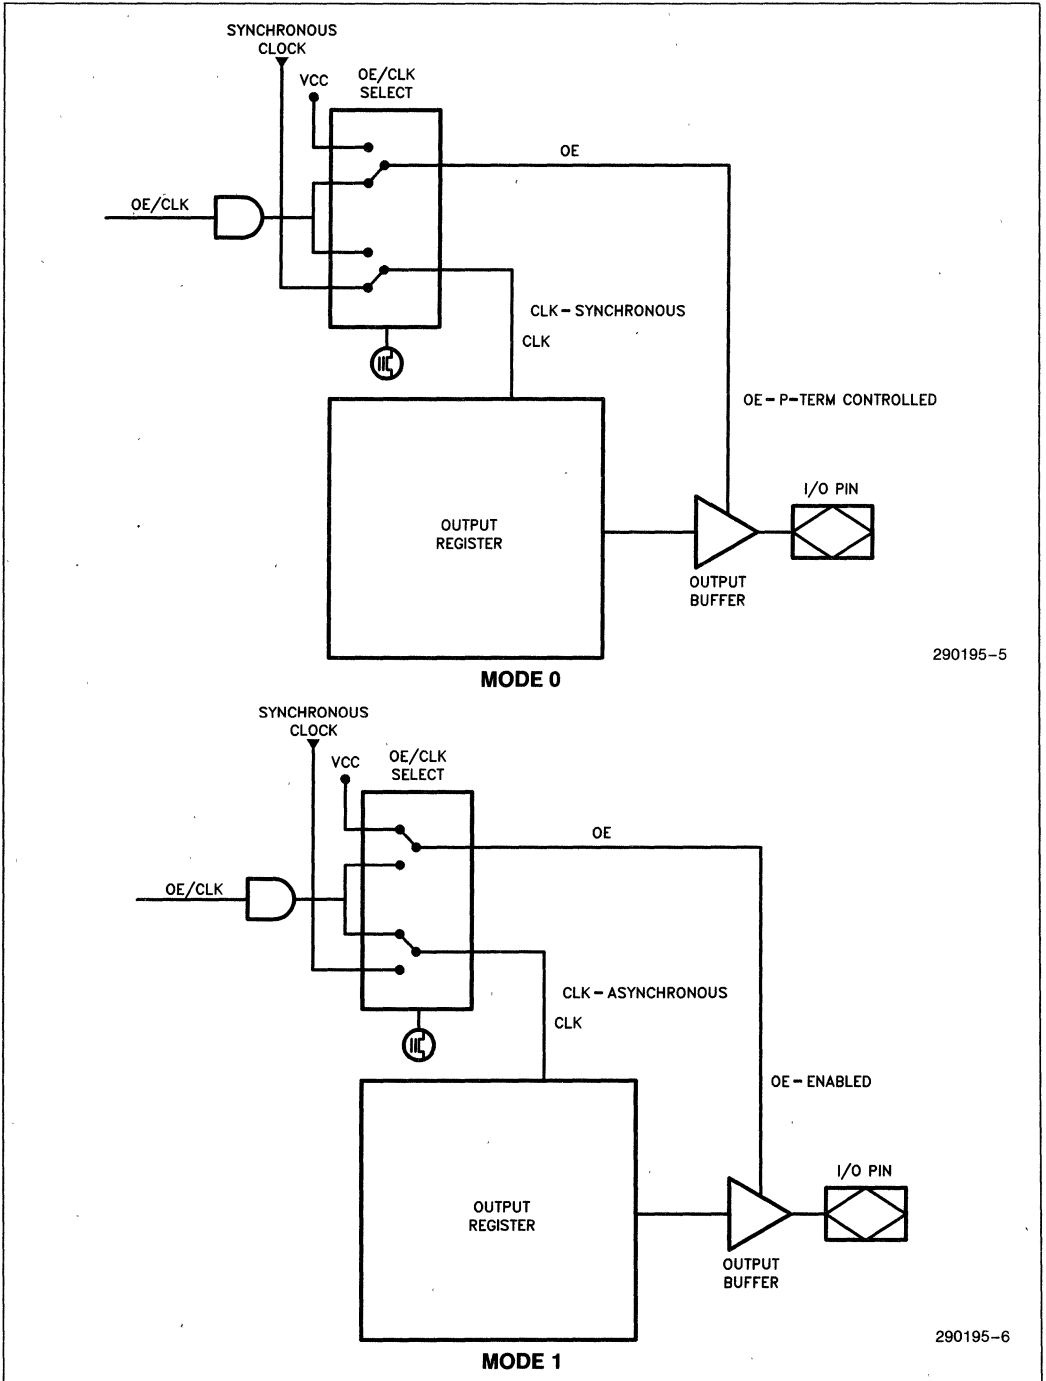 SYNCHRONOUS
CLOCK
VCC
OE/CLK
SELECT
OE
OE/CLK
CLK – SYNCHRONOUS
CLK
OE – P–TERM CONTROLLED
I/O PIN
OUTPUT
REGISTER
OUTPUT
BUFFER
290195–5
MODE 0
SYNCHRONOUS
CLOCK
VCC
OE/CLK
SELECT
OE
OE/CLK
CLK – ASYNCHRONOUS
CLK
OE – ENABLED
I/O PIN
OUTPUT
REGISTER
OUTPUT
BUFFER
290195–6
MODE 1